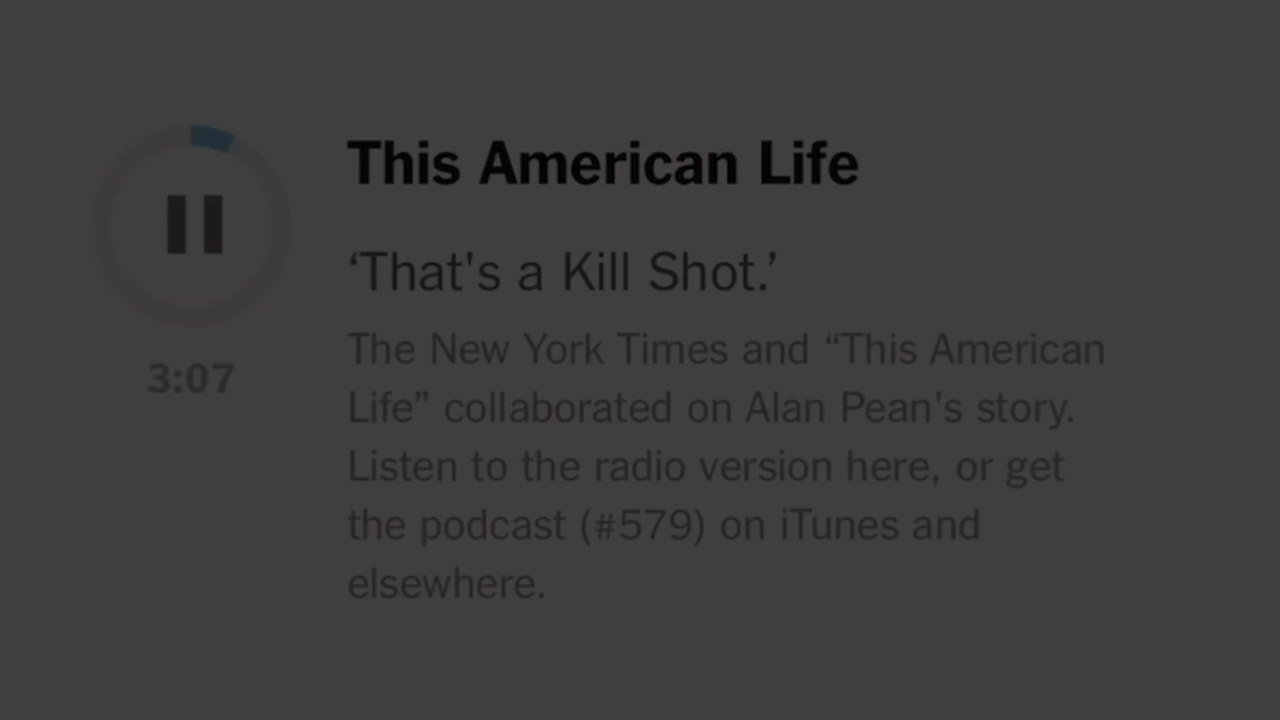 This American Life
‘That's a Kill Shot.’
The New York Times and “This American
Life” collaborated on Alan Pean's story.
Listen to the radio version here, or get
the podcast (#579) on iTunes and
elsewhere.
3:07